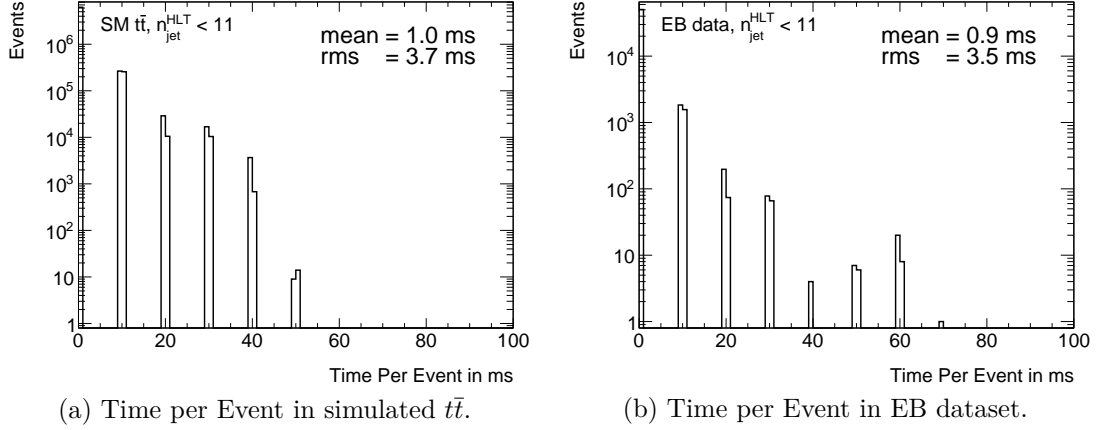 Events
SM tt̄, n_jet^HLT < 11
mean = 1.0 ms
rms = 3.7 ms
10^6
10^5
10^4
10^3
10^2
10
1
0 20 40 60 80 100
Time Per Event in ms
(a) Time per Event in simulated tt̄.
Events
EB data, n_jet^HLT < 11
mean = 0.9 ms
rms = 3.5 ms
10^4
10^3
10^2
10
1
0 20 40 60 80 100
Time Per Event in ms
(b) Time per Event in EB dataset.